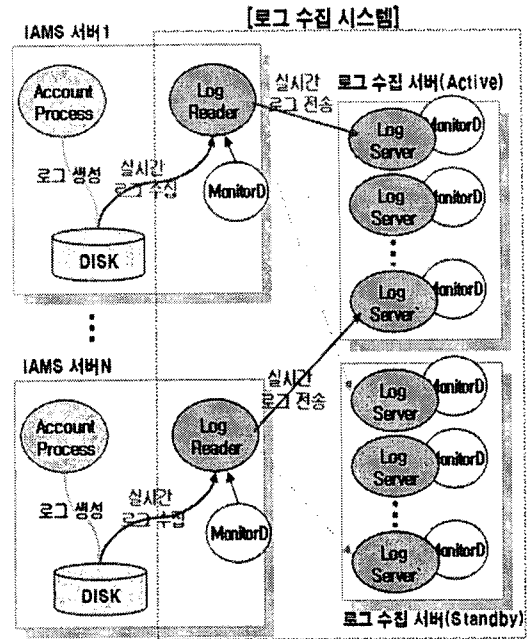 [로그 수집 시스템]
IAMS 서버1
Account
Process
로그 생성
DISK
실시간
로그 수집
Log
Reader
MonitorD
실시간
로그 전송
로그 수집 서버(Active)
Log
Server
MonitorD
Log
Server
MonitorD
Log
Server
MonitorD
IAMS 서버N
Account
Process
로그 생성
DISK
실시간
로그 수집
Log
Reader
MonitorD
실시간
로그 전송
Log
Server
MonitorD
Log
Server
MonitorD
Log
Server
MonitorD
로그 수집 서버(Standby)